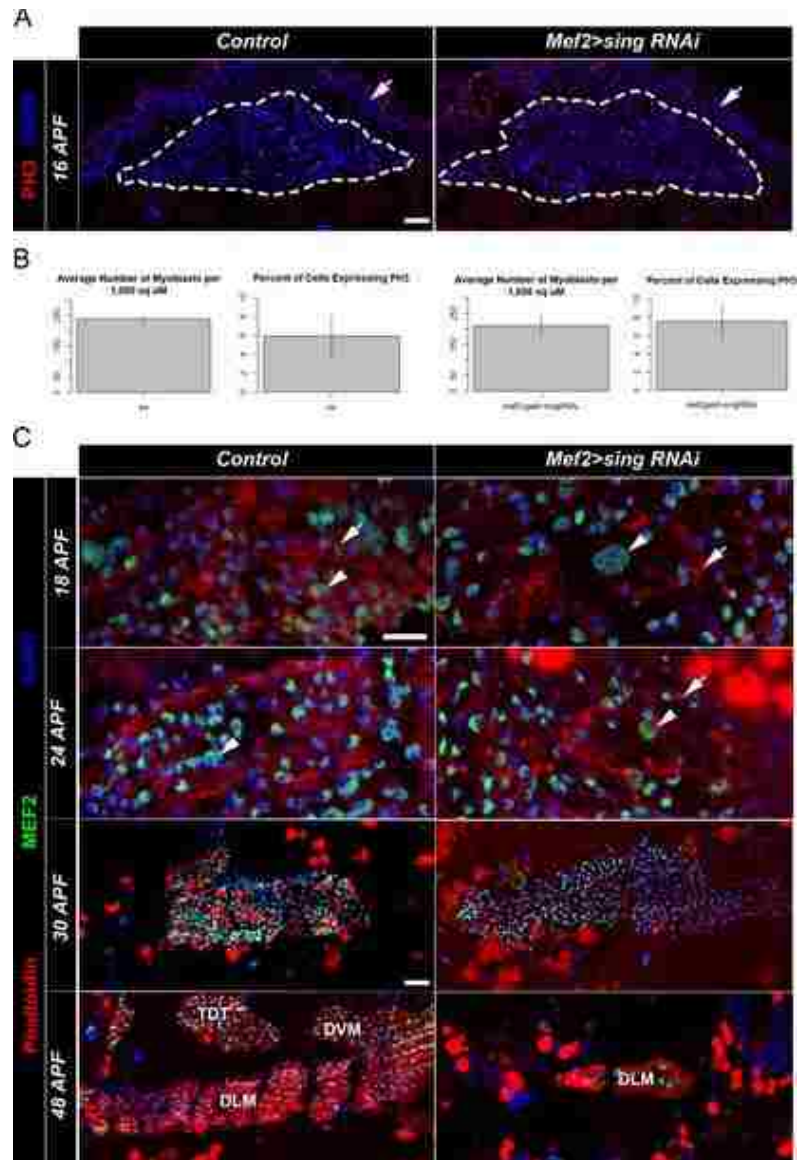 A
Control
Mef2>sing RNAi
PH3
16 APF
B
Average Number of Myoblasts per
1,000 sq uM
Percent of Cells Expressing PH3
Average Number of Myoblasts per
1,000 sq uM
Percent of Cells Expressing PH3
C
Control
Mef2>sing RNAi
Phalloidin
MEF2
18 APF
24 APF
30 APF
48 APF
TDT
DVM
DLM
DLM